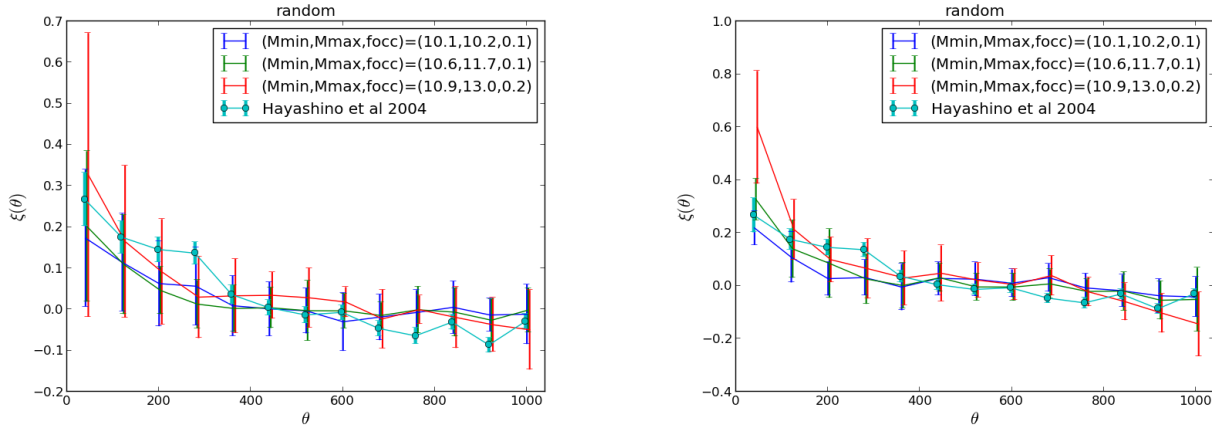 random
0.7
0.6
0.5
0.4
0.3
0.2
0.1
0.0
−0.1
−0.2
ξ(θ)
(Mmin,Mmax,focc)=(10.1,10.2,0.1)
(Mmin,Mmax,focc)=(10.6,11.7,0.1)
(Mmin,Mmax,focc)=(10.9,13.0,0.2)
Hayashino et al 2004
0 200 400 600 800 1000
θ
random
1.0
0.8
0.6
0.4
0.2
0.0
−0.2
−0.4
ξ(θ)
(Mmin,Mmax,focc)=(10.1,10.2,0.1)
(Mmin,Mmax,focc)=(10.6,11.7,0.1)
(Mmin,Mmax,focc)=(10.9,13.0,0.2)
Hayashino et al 2004
0 200 400 600 800 1000
θ